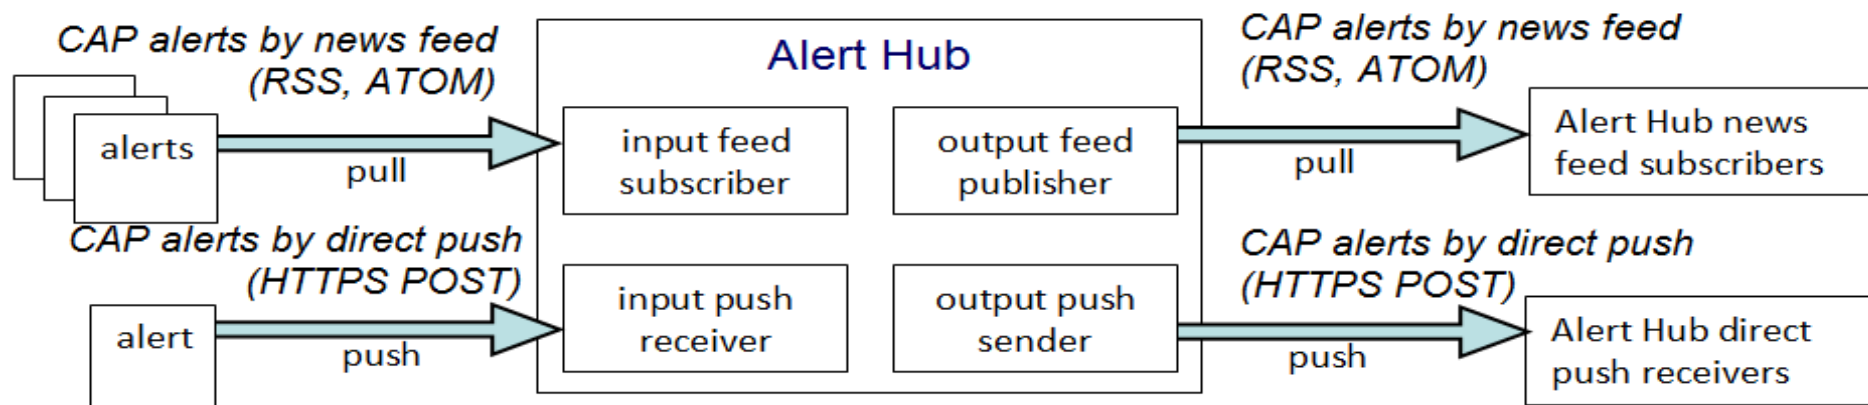 CAP alerts by news feed
(RSS, ATOM)
alerts
pull
CAP alerts by direct push
(HTTPS POST)
alert
push
Alert Hub
input feed
subscriber
output feed
publisher
input push
receiver
output push
sender
CAP alerts by news feed
(RSS, ATOM)
pull
Alert Hub news
feed subscribers
CAP alerts by direct push
(HTTPS POST)
push
Alert Hub direct
push receivers